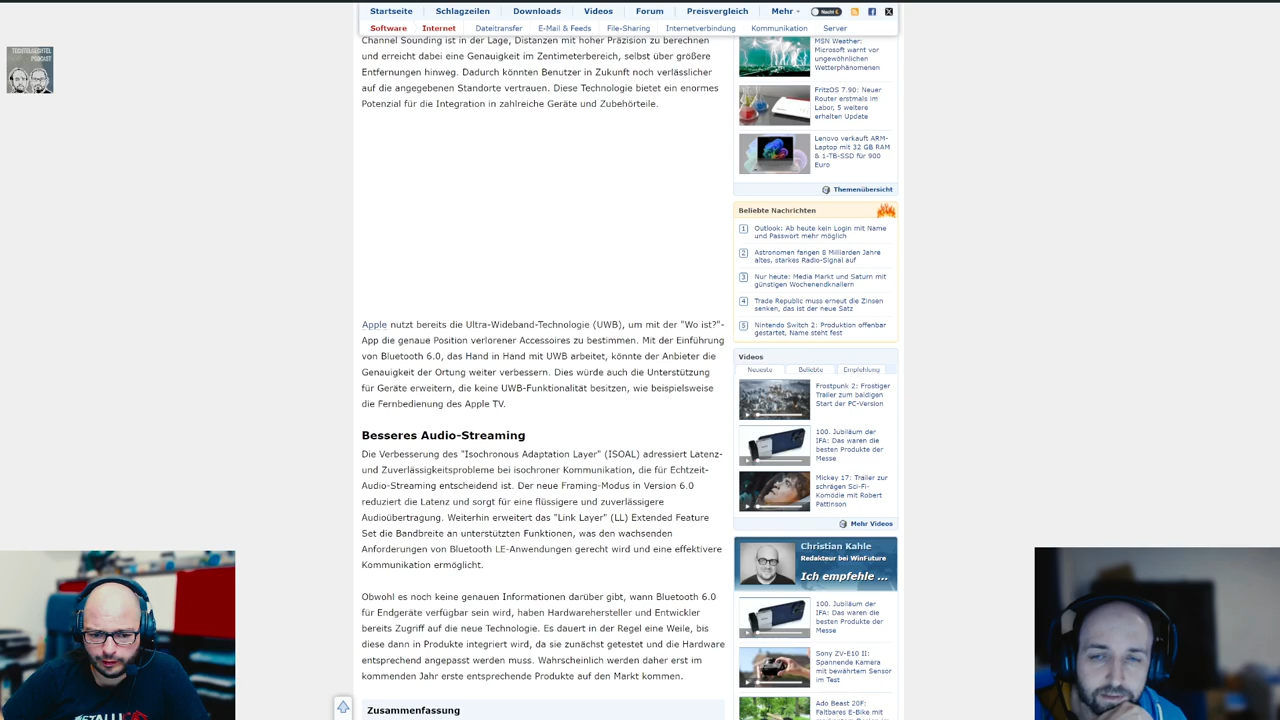 Startseite
Schlagzeilen
Downloads
Videos
Forum
Preisvergleich
Mehr
Nacht
Software
Internet
Dateitransfer
E-Mail & Feeds
File-Sharing
Internetverbindung
Kommunikation
Server
PODCAST
Channel Sounding ist in der Lage, Distanzen mit hoher Präzision zu berechnen
und erreicht dabei eine Genauigkeit im Zentimeterbereich, selbst über größere
Entfernungen hinweg. Dadurch könnten Benutzer in Zukunft noch verlässlicher
auf die angegebenen Standorte vertrauen. Diese Technologie bietet ein enormes
Potenzial für die Integration in zahlreiche Geräte und Zubehörteile.
Apple nutzt bereits die Ultra-Wideband-Technologie (UWB), um mit der "Wo ist?"-
App die genaue Position verlorener Accessoires zu bestimmen. Mit der Einführung
von Bluetooth 6.0, das Hand in Hand mit UWB arbeitet, könnte der Anbieter die
Genauigkeit der Ortung weiter verbessern. Dies würde auch die Unterstützung
für Geräte erweitern, die keine UWB-Funktionalität besitzen, wie beispielsweise
die Fernbedienung des Apple TV.
Besseres Audio-Streaming
Die Verbesserung des "Isochronous Adaptation Layer" (ISOAL) adressiert Latenz-
und Zuverlässigkeitsprobleme bei isochroner Kommunikation, die für Echtzeit-
Audio-Streaming entscheidend ist. Der neue Framing-Modus in Version 6.0
reduziert die Latenz und sorgt für eine flüssigere und zuverlässigere
Audioübertragung. Weiterhin erweitert das "Link Layer" (LL) Extended Feature
Set die Bandbreite an unterstützten Funktionen, was den wachsenden
Anforderungen von Bluetooth LE-Anwendungen gerecht wird und eine effektivere
Kommunikation ermöglicht.
Obwohl es noch keine genauen Informationen darüber gibt, wann Bluetooth 6.0
für Endgeräte verfügbar sein wird, haben Hardwarehersteller und Entwickler
bereits Zugriff auf die neue Technologie. Es dauert in der Regel eine Weile, bis
diese dann in Produkte integriert wird, da sie zunächst getestet und die Hardware
entsprechend angepasst werden muss. Wahrscheinlich werden daher erst im
kommenden Jahr erste entsprechende Produkte auf den Markt kommen.
Zusammenfassung
MSN Weather:
Microsoft warnt vor
ungewöhnlichen
Wetterphänomenen
FritzOS 7.90: Neuer
Router erstmals im
Labor, 5 weitere
erhalten Update
Lenovo verkauft ARM-
Laptop mit 32 GB RAM
& 1-TB-SSD für 900
Euro
Themenübersicht
Beliebte Nachrichten
1 Outlook: Ab heute kein Login mit Name
und Passwort mehr möglich
2 Astronomen fangen 8 Milliarden Jahre
altes, starkes Radio-Signal auf
3 Nur heute: Media Markt und Saturn mit
günstigen Wochenendknallern
4 Trade Republic muss erneut die Zinsen
senken, das ist der neue Satz
5 Nintendo Switch 2: Produktion offenbar
gestartet, Name steht fest
Videos
Neueste
Beliebte
Empfehlung
Frostpunk 2: Frostiger
Trailer zum baldigen
Start der PC-Version
100. Jubiläum der
IFA: Das waren die
besten Produkte der
Messe
Mickey 17: Trailer zur
schrägen Sci-Fi-
Komödie mit Robert
Pattinson
Mehr Videos
Christian Kahle
Redakteur bei WinFuture
Ich empfehle ...
100. Jubiläum der
IFA: Das waren die
besten Produkte der
Messe
Sony ZV-E10 II:
Spannende Kamera
mit bewährtem Sensor
im Test
Ado Beast 20F:
Faltbares E-Bike mit